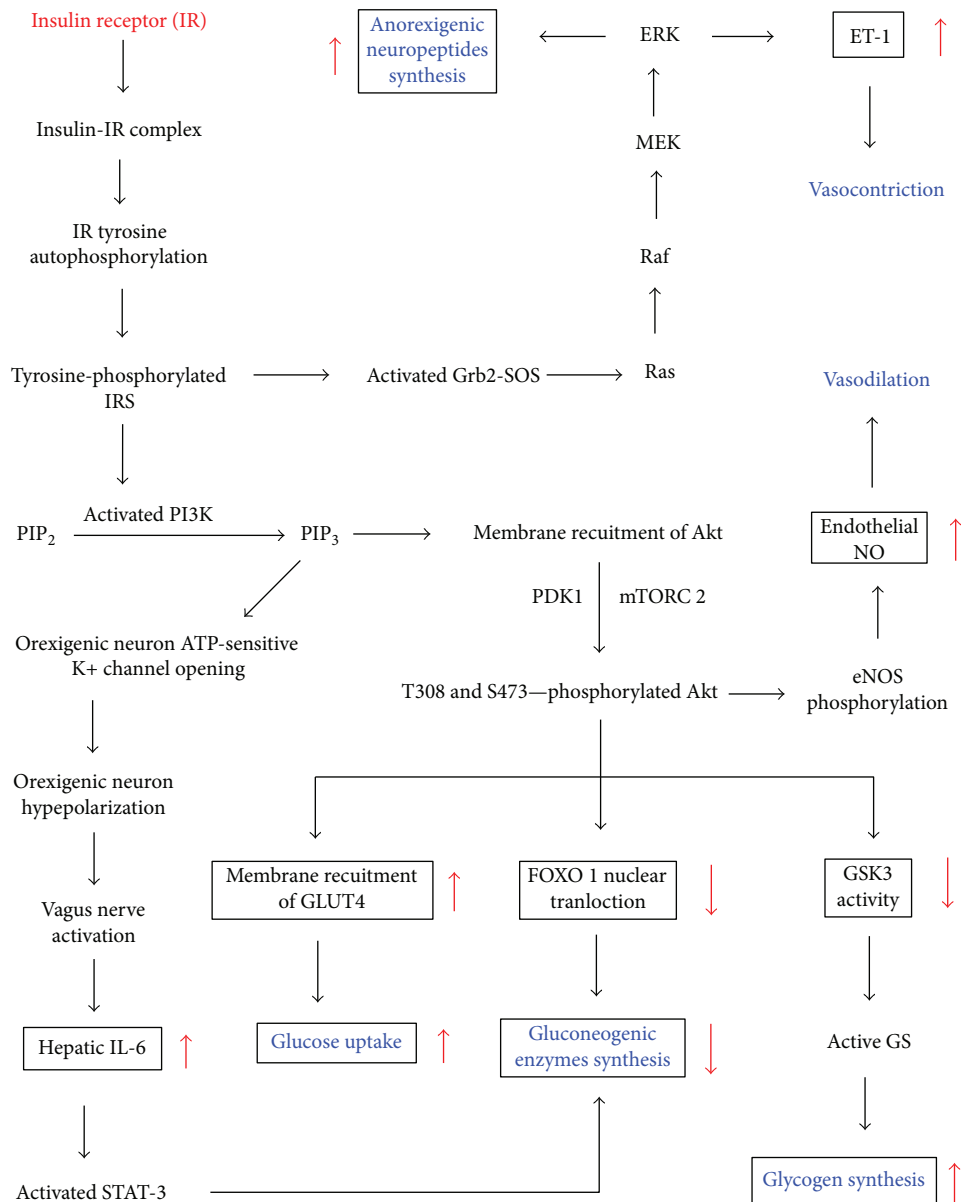 Insulin receptor (IR)
Anorexigenic
neuropeptides
synthesis
ERK
ET-1
Insulin-IR complex
MEK
Vasocontriction
IR tyrosine
autophosphorylation
Raf
Tyrosine-phosphorylated
IRS
Activated Grb2-SOS
Ras
Vasodilation
Activated PI3K
PIP2
PIP3
Membrane recuitment of Akt
Endothelial
NO
PDK1
mTORC 2
Orexigenic neuron ATP-sensitive
K+ channel opening
T308 and S473—phosphorylated Akt
eNOS
phosphorylation
Orexigenic neuron
hypepolarization
Membrane recuitment
of GLUT4
FOXO 1 nuclear
tranloction
GSK3
activity
Vagus nerve
activation
Hepatic IL-6
Glucose uptake
Gluconeogenic
enzymes synthesis
Active GS
Activated STAT-3
Glycogen synthesis